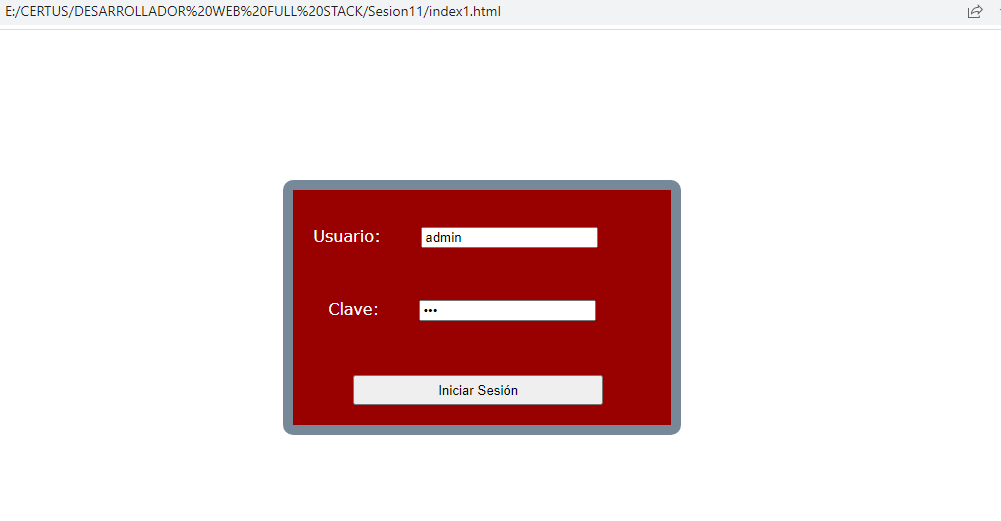 E:/CERTUS/DESARROLLADOR%20WEB%20FULL%20STACK/Sesion11/index1.html
Usuario: admin
Clave: •••
Iniciar Sesión